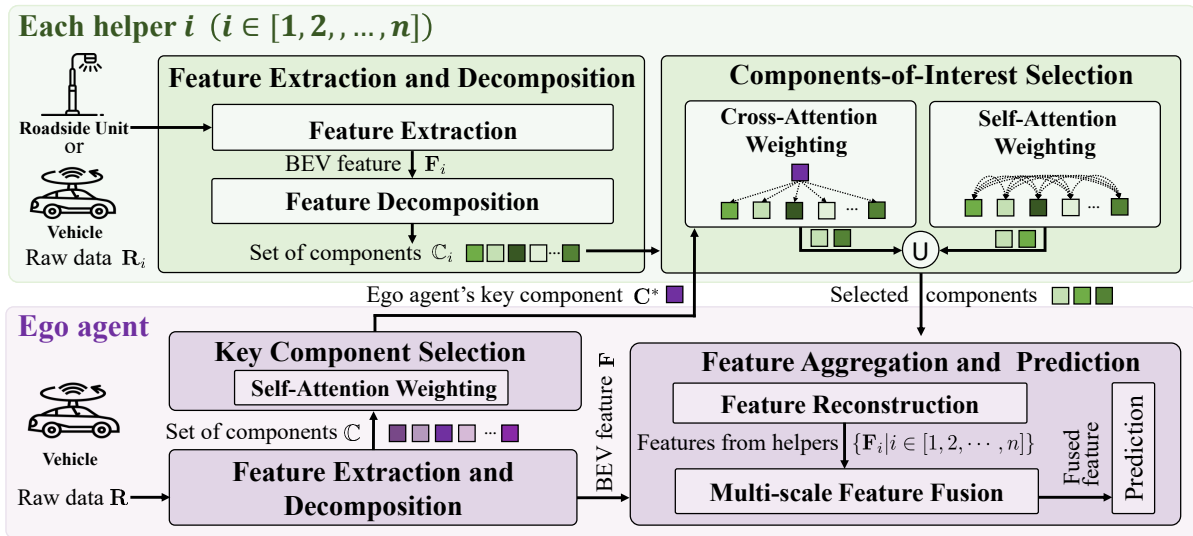 Each helper i (i ∈ [1, 2, , … , n])
Roadside Unit
or
Vehicle
Raw data R_i
Feature Extraction and Decomposition
Feature Extraction
BEV feature F_i
Feature Decomposition
Set of components ℂ_i ...
Components-of-Interest Selection
Cross-Attention
Weighting
...
Self-Attention
Weighting
...
U
Ego agent's key component C*
Selected components
Ego agent
Vehicle
Raw data R
Key Component Selection
Self-Attention Weighting
Set of components ℂ ...
Feature Extraction and
Decomposition
BEV feature F
Feature Aggregation and Prediction
Feature Reconstruction
Features from helpers {F_i|i ∈ [1, 2, ⋯ , n]}
Multi-scale Feature Fusion
Fused
feature
Prediction